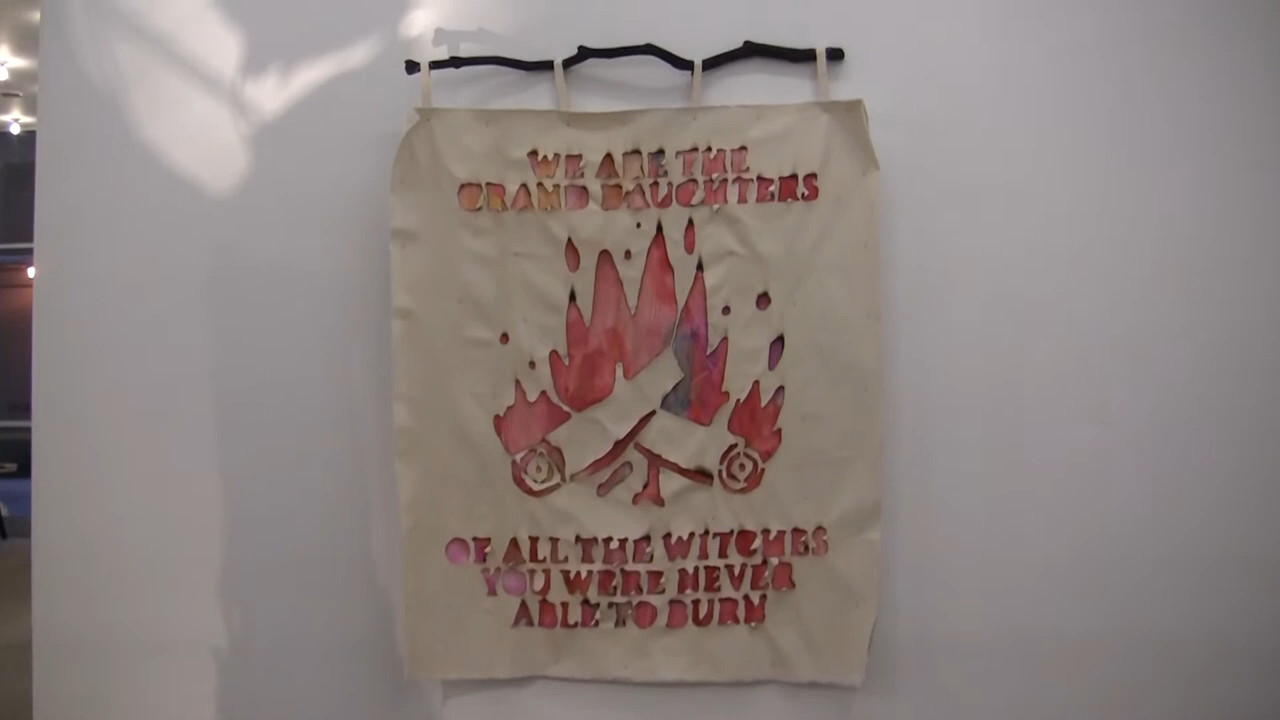 WE ARE THE
GRAND DAUGHTERS
OF ALL THE WITCHES
YOU WERE NEVER
ABLE TO BURN